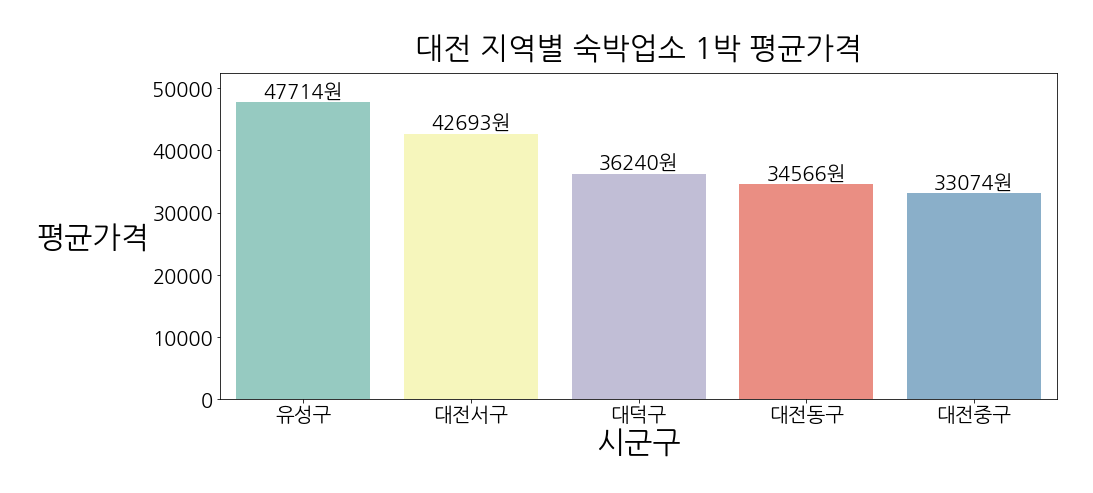 대전 지역별 숙박업소 1박 평균가격
평균가격
50000
40000
30000
20000
10000
0
47714원
42693원
36240원
34566원
33074원
유성구
대전서구
대덕구
대전동구
대전중구
시군구